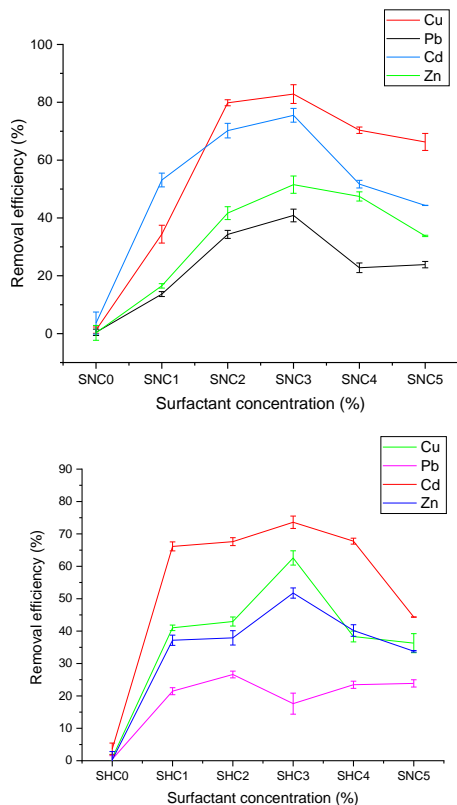 Cu
Pb
Cd
Zn
100
80
60
40
20
0
Removal efficiency (%)
SNC0 SNC1 SNC2 SNC3 SNC4 SNC5
Surfactant concentration (%)
Cu
Pb
Cd
Zn
90
80
70
60
50
40
30
20
10
0
Removal efficiency (%)
SHC0 SHC1 SHC2 SHC3 SHC4 SNC5
Surfactant concentration (%)